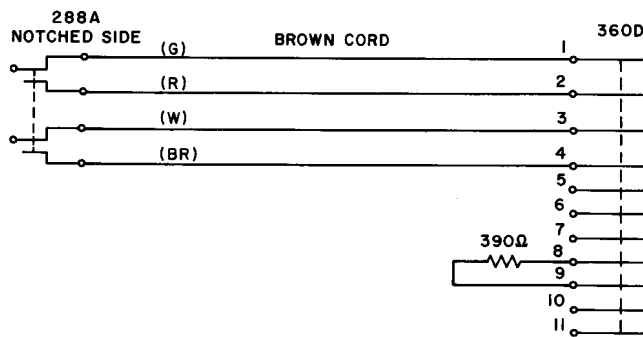 288A
NOTCHED SIDE
BROWN CORD
360D
(G)
1
(R)
2
(W)
3
(BR)
4
5
6
7
390Ω
8
9
10
11